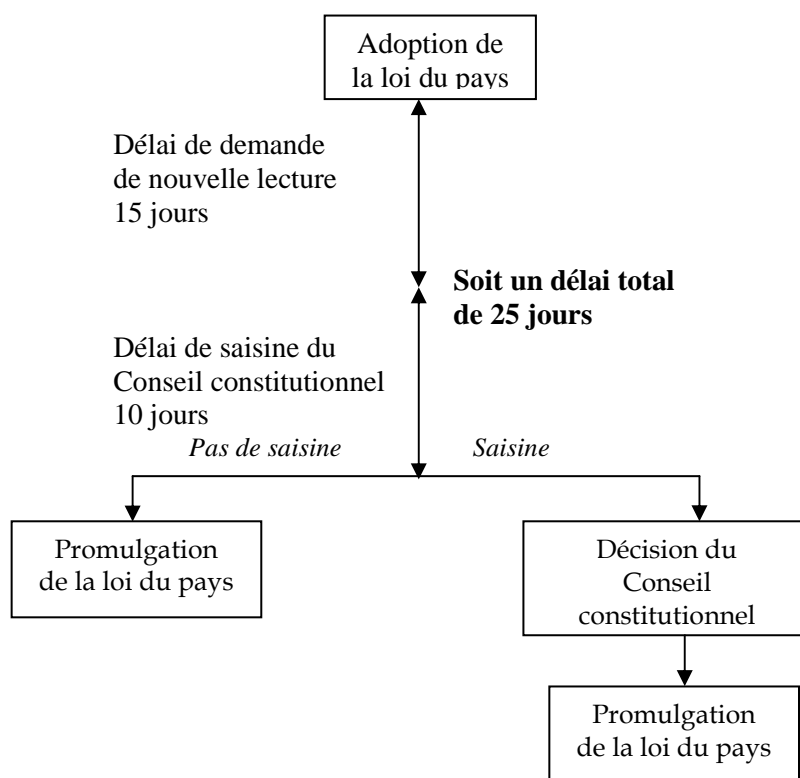 Adoption de
la loi du pays
Délai de demande
de nouvelle lecture
15 jours
Soit un délai total
de 25 jours
Délai de saisine du
Conseil constitutionnel
10 jours
Pas de saisine
Saisine
Promulgation
de la loi du pays
Décision du
Conseil
constitutionnel
Promulgation
de la loi du pays